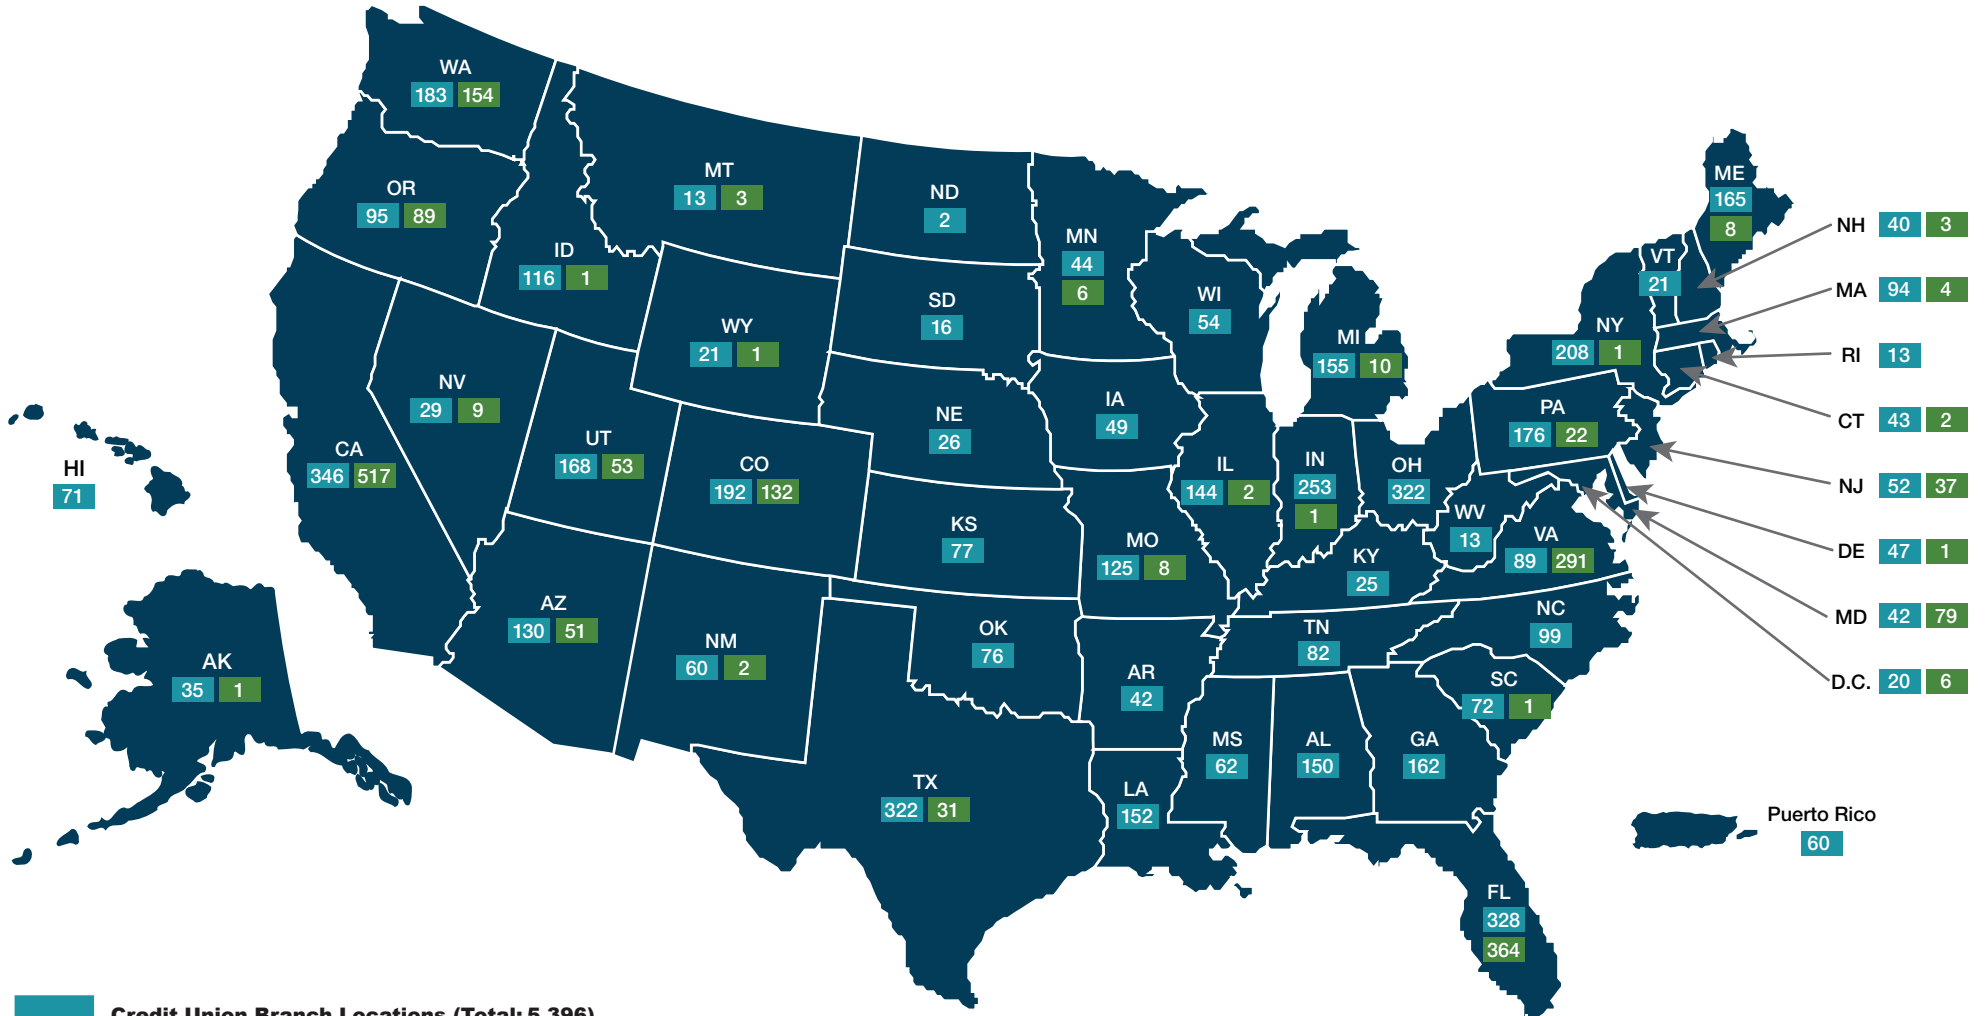 WA
183 154
OR
95 89
MT
13 3
ID
116 1
ND
2
MN
44
6
SD
16
WY
21 1
WI
54
MI
155 10
ME
165
8
VT
21
NY
208 1
NH 40 3
MA 94 4
RI 13
CT 43 2
NJ 52 37
DE 47 1
MD 42 79
D.C. 20 6
NV
29 9
CA
346 517
UT
168 53
CO
192 132
NE
26
IA
49
IL
144 2
IN
253
1
OH
322
PA
176 22
HI
71
KS
77
MO
125 8
KY
25
WV
13
VA
89 291
AZ
130 51
NM
60 2
OK
76
AR
42
TN
82
NC
99
SC
72 1
AK
35 1
TX
322 31
LA
152
MS
62
AL
150
GA
162
FL
328
364
Puerto Rico
60
Credit Union Branch Locations (Total: 5,396)